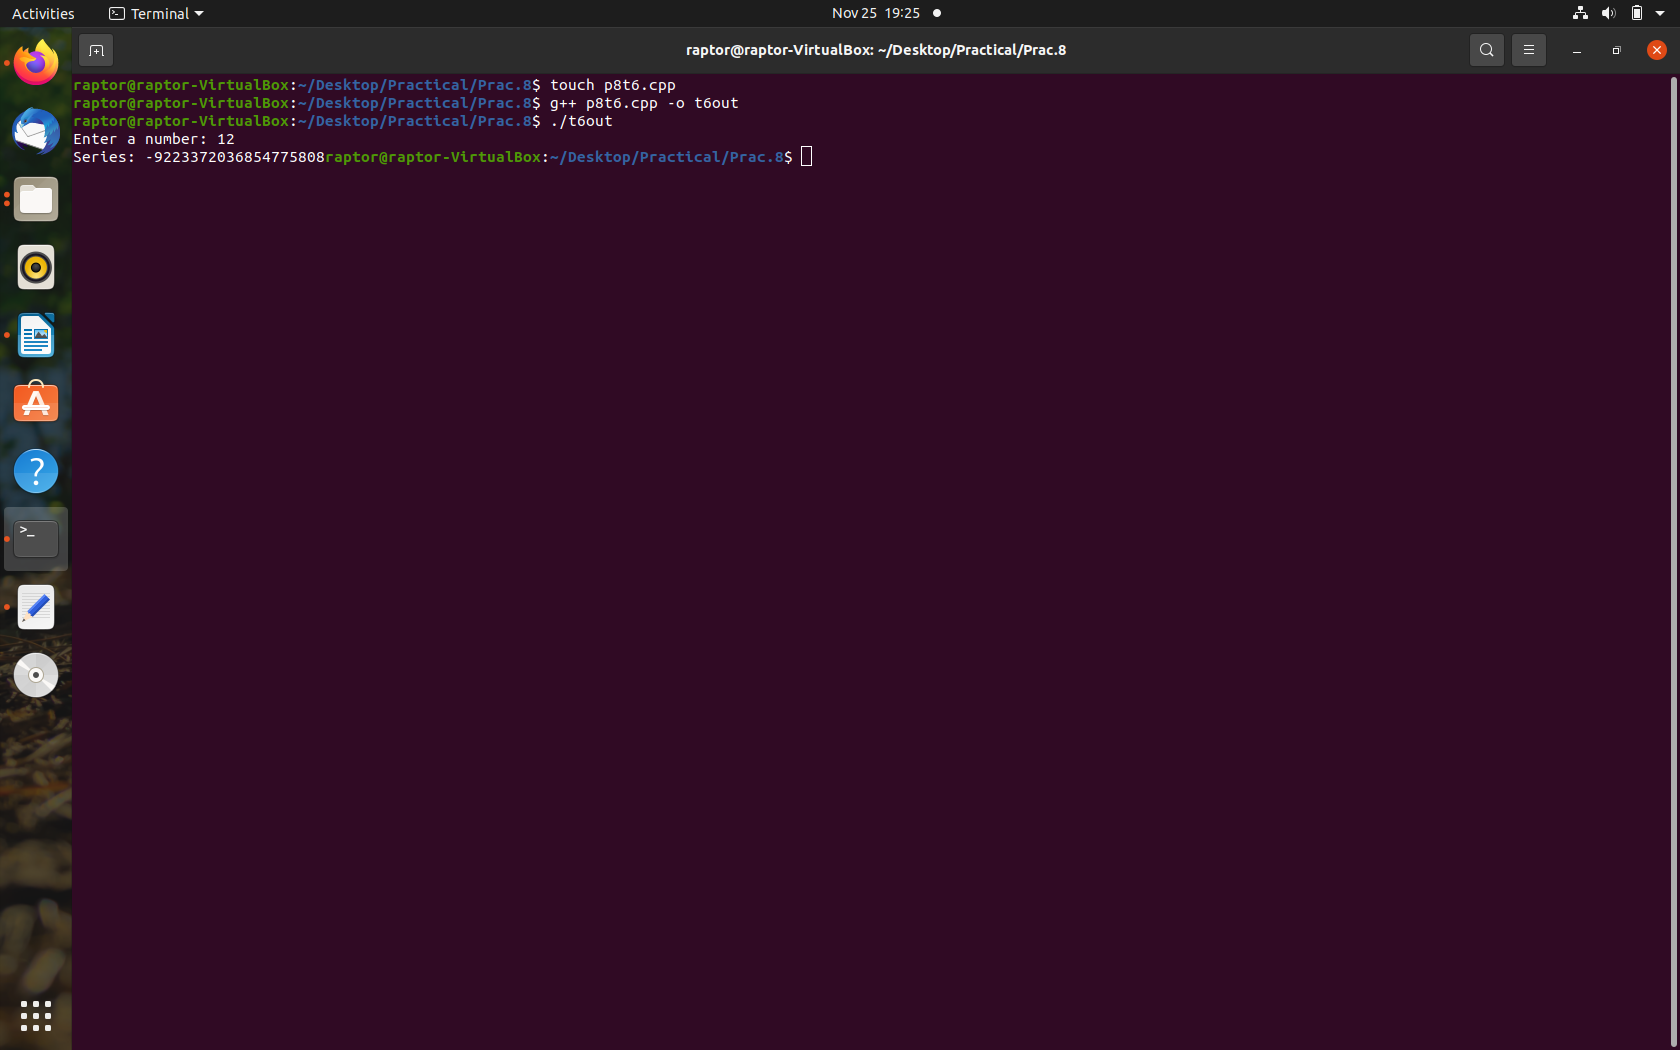 Activities Terminal Nov 25 19:25
raptor@raptor-VirtualBox: ~/Desktop/Practical/Prac.8
raptor@raptor-VirtualBox:~/Desktop/Practical/Prac.8$ touch p8t6.cpp
raptor@raptor-VirtualBox:~/Desktop/Practical/Prac.8$ g++ p8t6.cpp -o t6out
raptor@raptor-VirtualBox:~/Desktop/Practical/Prac.8$ ./t6out
Enter a number: 12
Series: -9223372036854775808raptor@raptor-VirtualBox:~/Desktop/Practical/Prac.8$